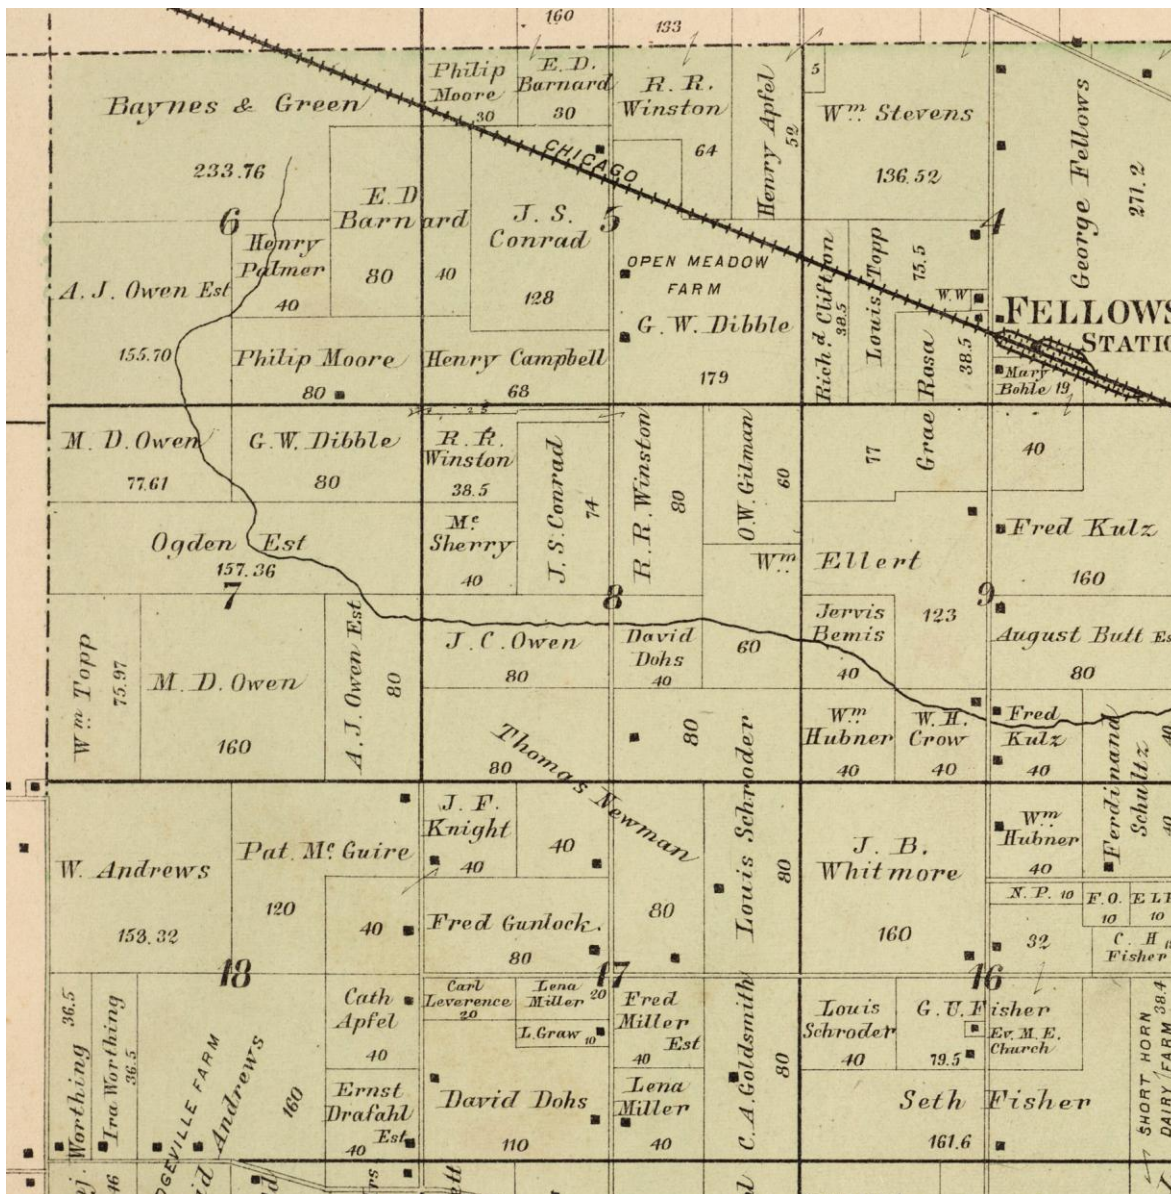 160
133
Baynes & Green
233.76
Philip
Moore
30
E. D.
Barnard
30
R. R.
Winston
64
Henry Apfel
52
5
Wm Stevens
136.52
George Fellows
271.2
CHICAGO
6
E. D
Barnard
80
40
J. S.
Conrad
128
5
4
Henry
Palmer
40
A. J. Owen Est
155.70
Philip Moore
80
Henry Campbell
68
OPEN MEADOW
FARM
G. W. Dibble
179
Richd Clifton
38.5
Louis Topp
77
75.5
W. W
Grae Rosa
38.5
FELLOWS
STATIO
Mary
Bohle 19
M. D. Owen
77.61
G. W. Dibble
80
R. R.
Winston
38.5
J. S. Conrad
74
R. R. Winston
80
O. W. Gilman
60
40
Ogden Est
157.36
Mc
Sherry
40
Wm Ellert
60
123
Fred Kulz
160
7
8
9
Wm Topp
75.97
M. D. Owen
160
A. J. Owen Est
80
J. C. Owen
80
David
Dohs
40
Jervis
Bemis
40
August Butt Es
80
Thomas Newman
80
80
Louis Schroder
80
Wm
Hubner
40
W. H.
Crow
40
Fred
Kulz
40
Ferdinand
Schultz
40
40
W. Andrews
153.32
Pat. Mc Guire
120
40
J. F.
Knight
40
40
80
J. B.
Whitmore
160
Wm
Hubner
40
Fred Gunlock.
80
N. P. 10
32
F. O.
10
10
C. H
Fisher
18
17
16
Worthing 36.5
Ira Worthing
36.5
DGEVILLE FARM
Andrews
160
Cath
Apfel
40
Ernst
Drafahl
Est
40
Carl
Leverence
20
Lena
Miller 20
L. Graw 10
David Dohs
110
Fred
Miller
Est
40
Lena
Miller
40
C. A. Goldsmith
80
Louis
Schroder
40
G. U. Fisher
79.5
Ev. M. E.
Church
Seth Fisher
161.6
SHORT HORN
DAIRY FARM 38.4
46